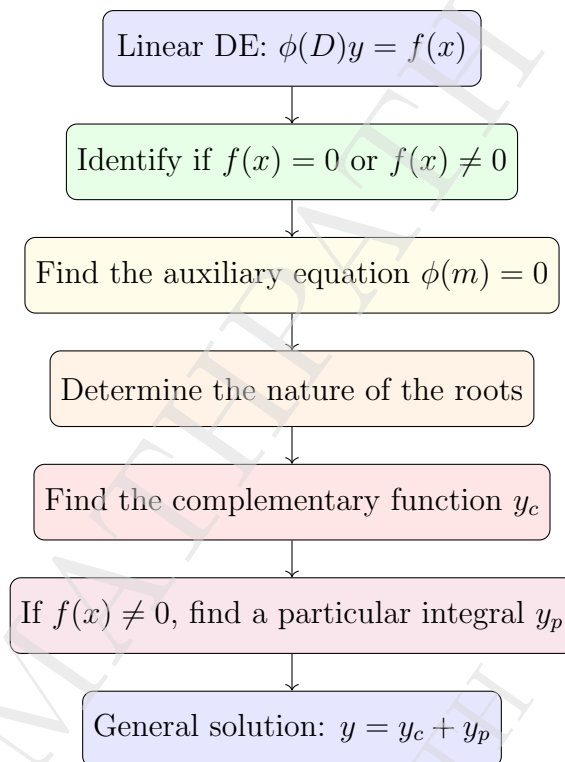 Linear DE: ϕ(D)y = f(x)
Identify if f(x) = 0 or f(x) ≠ 0
Find the auxiliary equation ϕ(m) = 0
Determine the nature of the roots
Find the complementary function y_c
If f(x) ≠ 0, find a particular integral y_p
General solution: y = y_c + y_p
MATHPATH